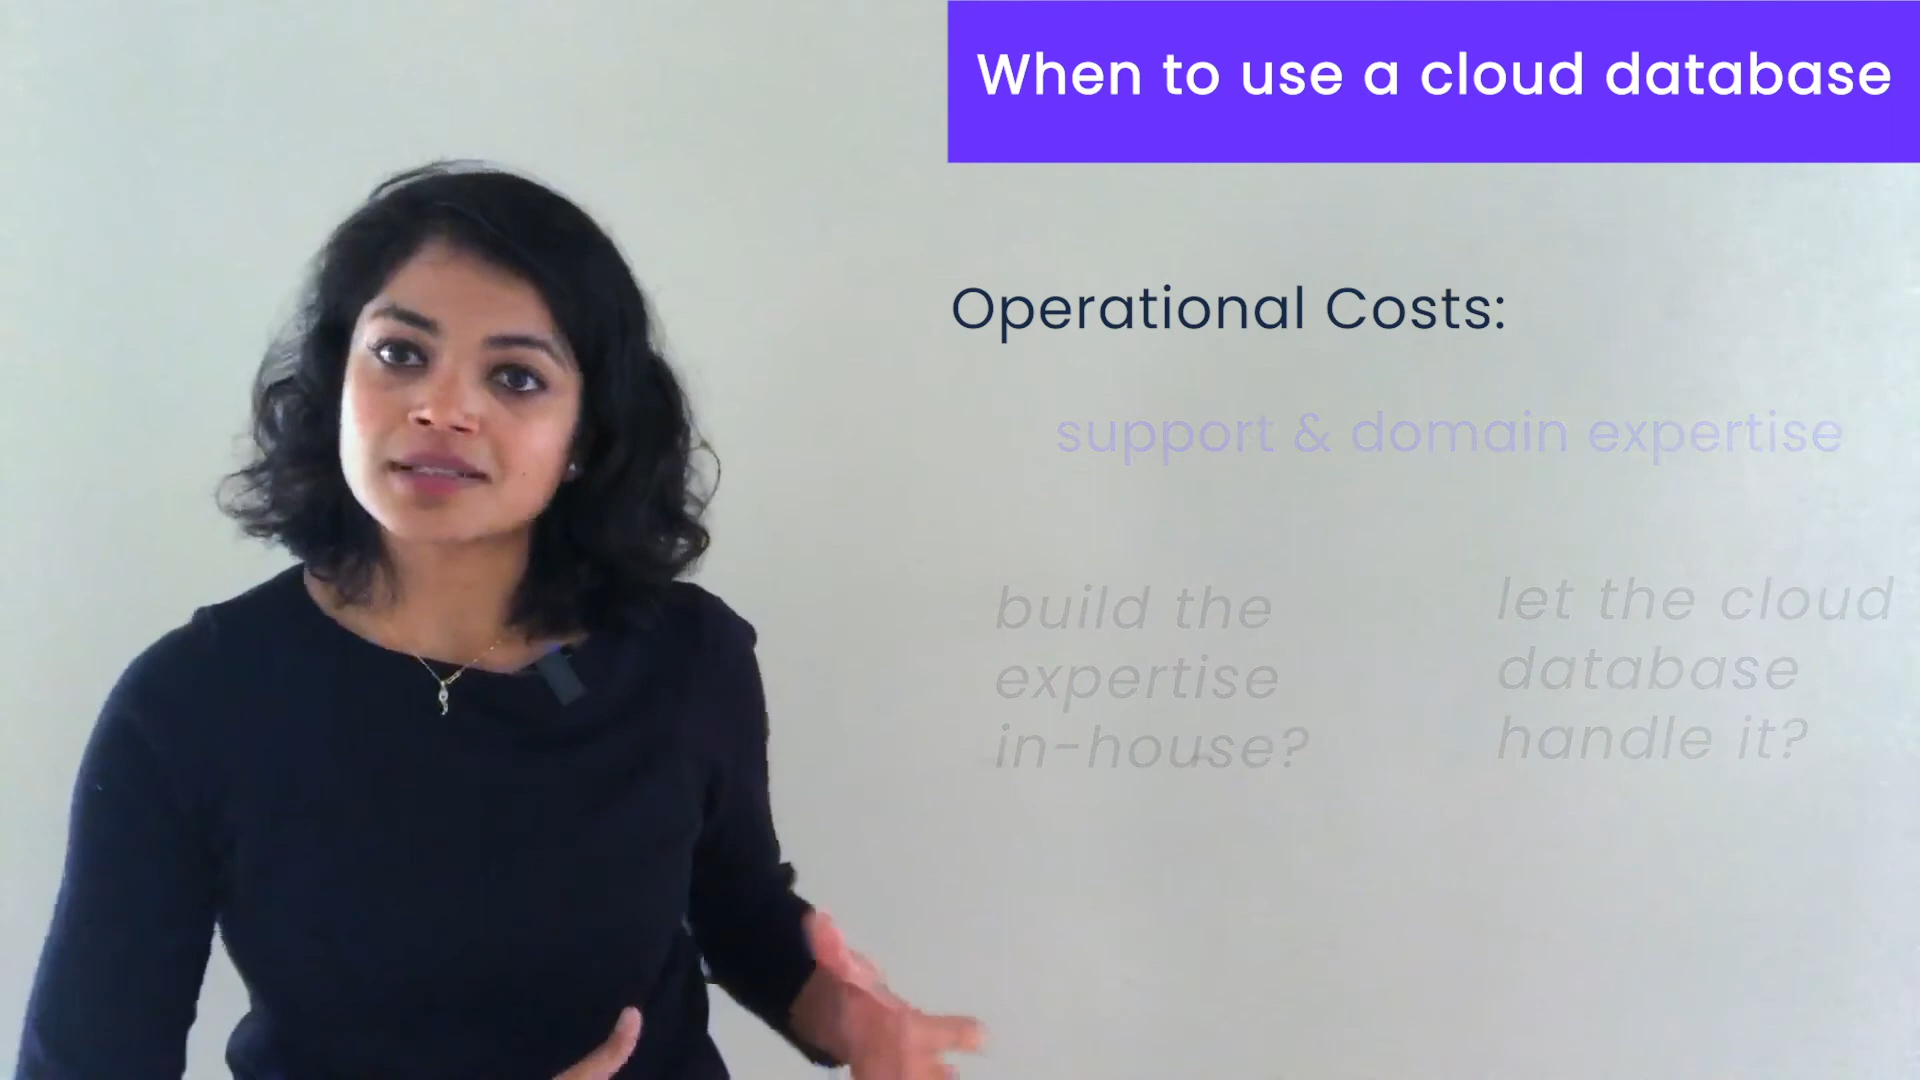 When to use a cloud database
Operational Costs:
support & domain expertise
build the
expertise
in-house?
let the cloud
database
handle it?